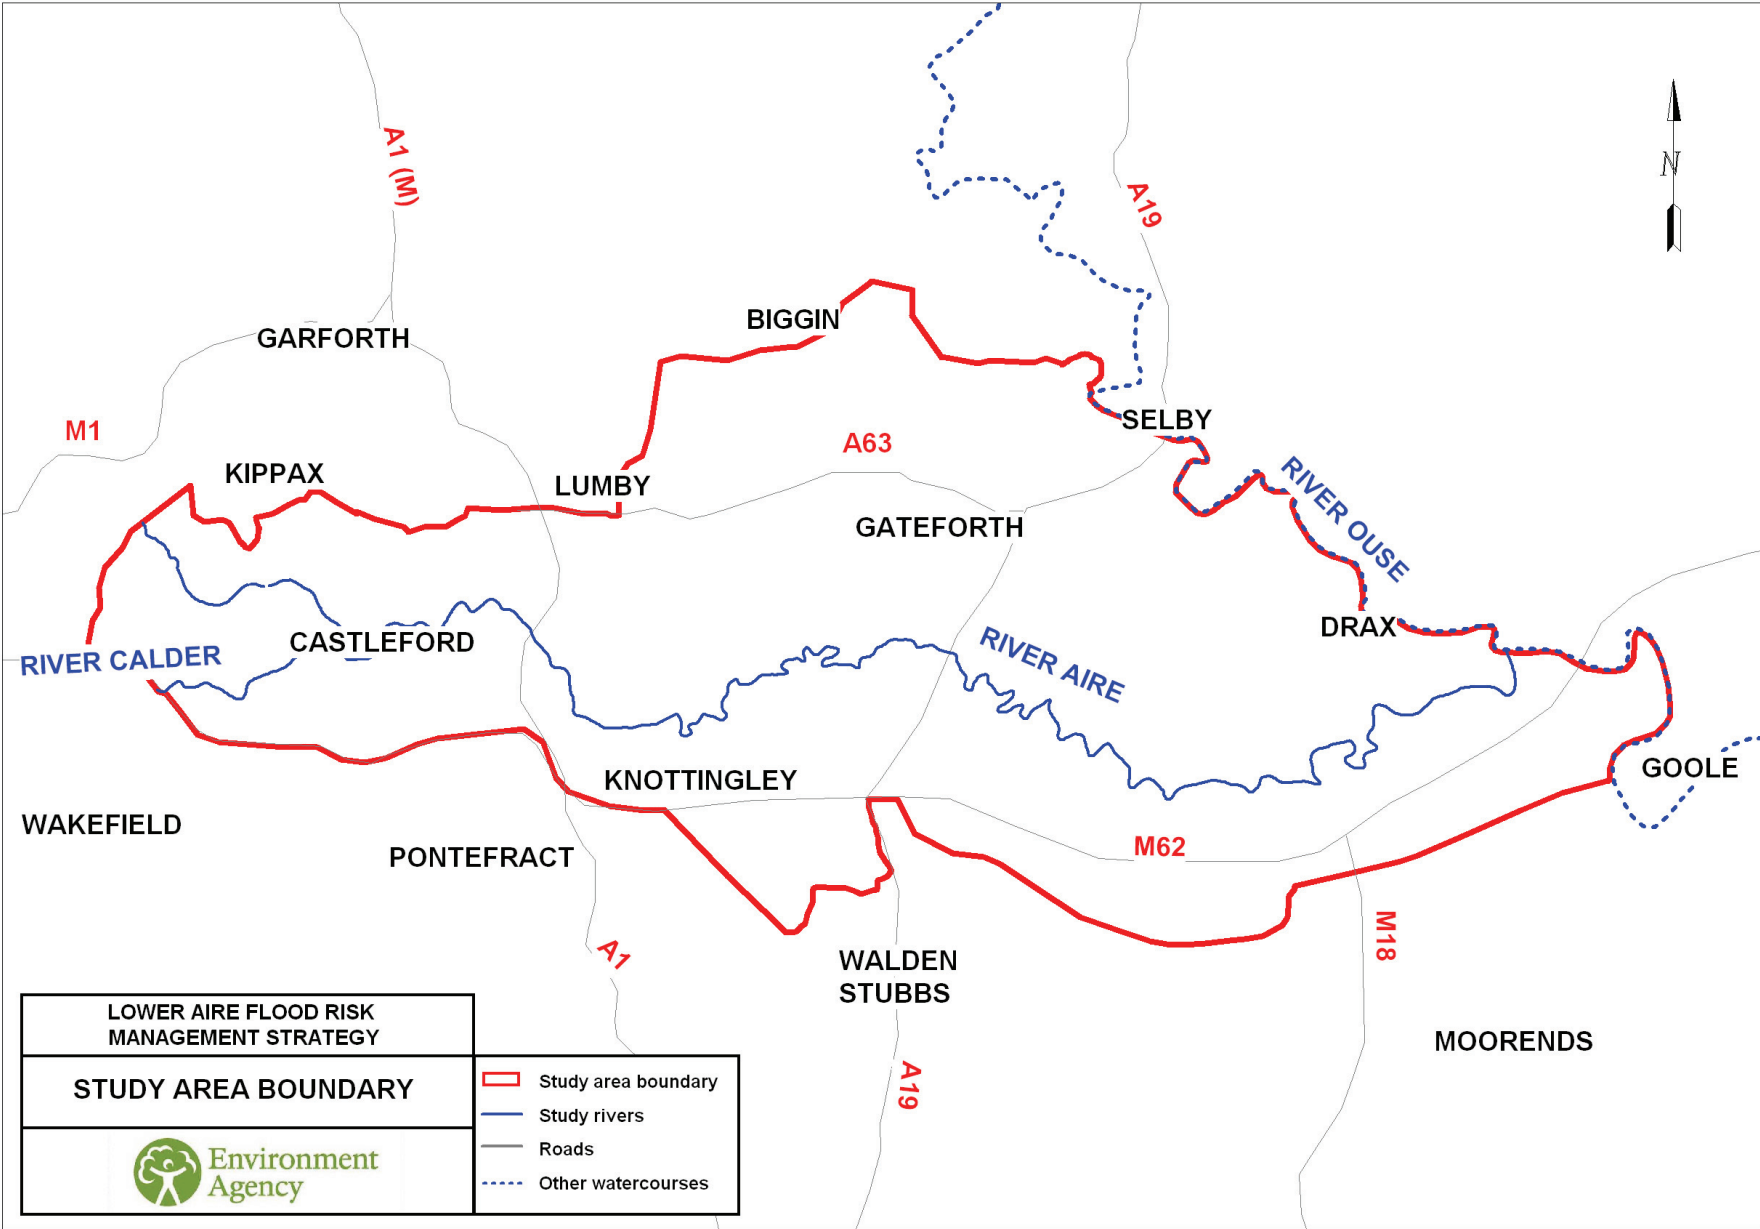 A1 (M)
A19
N
BIGGIN
GARFORTH
SELBY
M1
A63
KIPPAX
LUMBY
RIVER OUSE
GATEFORTH
DRAX
CASTLEFORD
RIVER CALDER
RIVER AIRE
GOOLE
KNOTTINGLEY
WAKEFIELD
M62
PONTEFRACT
M18
A1
WALDEN
STUBBS
MOORENDS
A19
LOWER AIRE FLOOD RISK
MANAGEMENT STRATEGY
STUDY AREA BOUNDARY
Environment
Agency
Study area boundary
Study rivers
Roads
Other watercourses